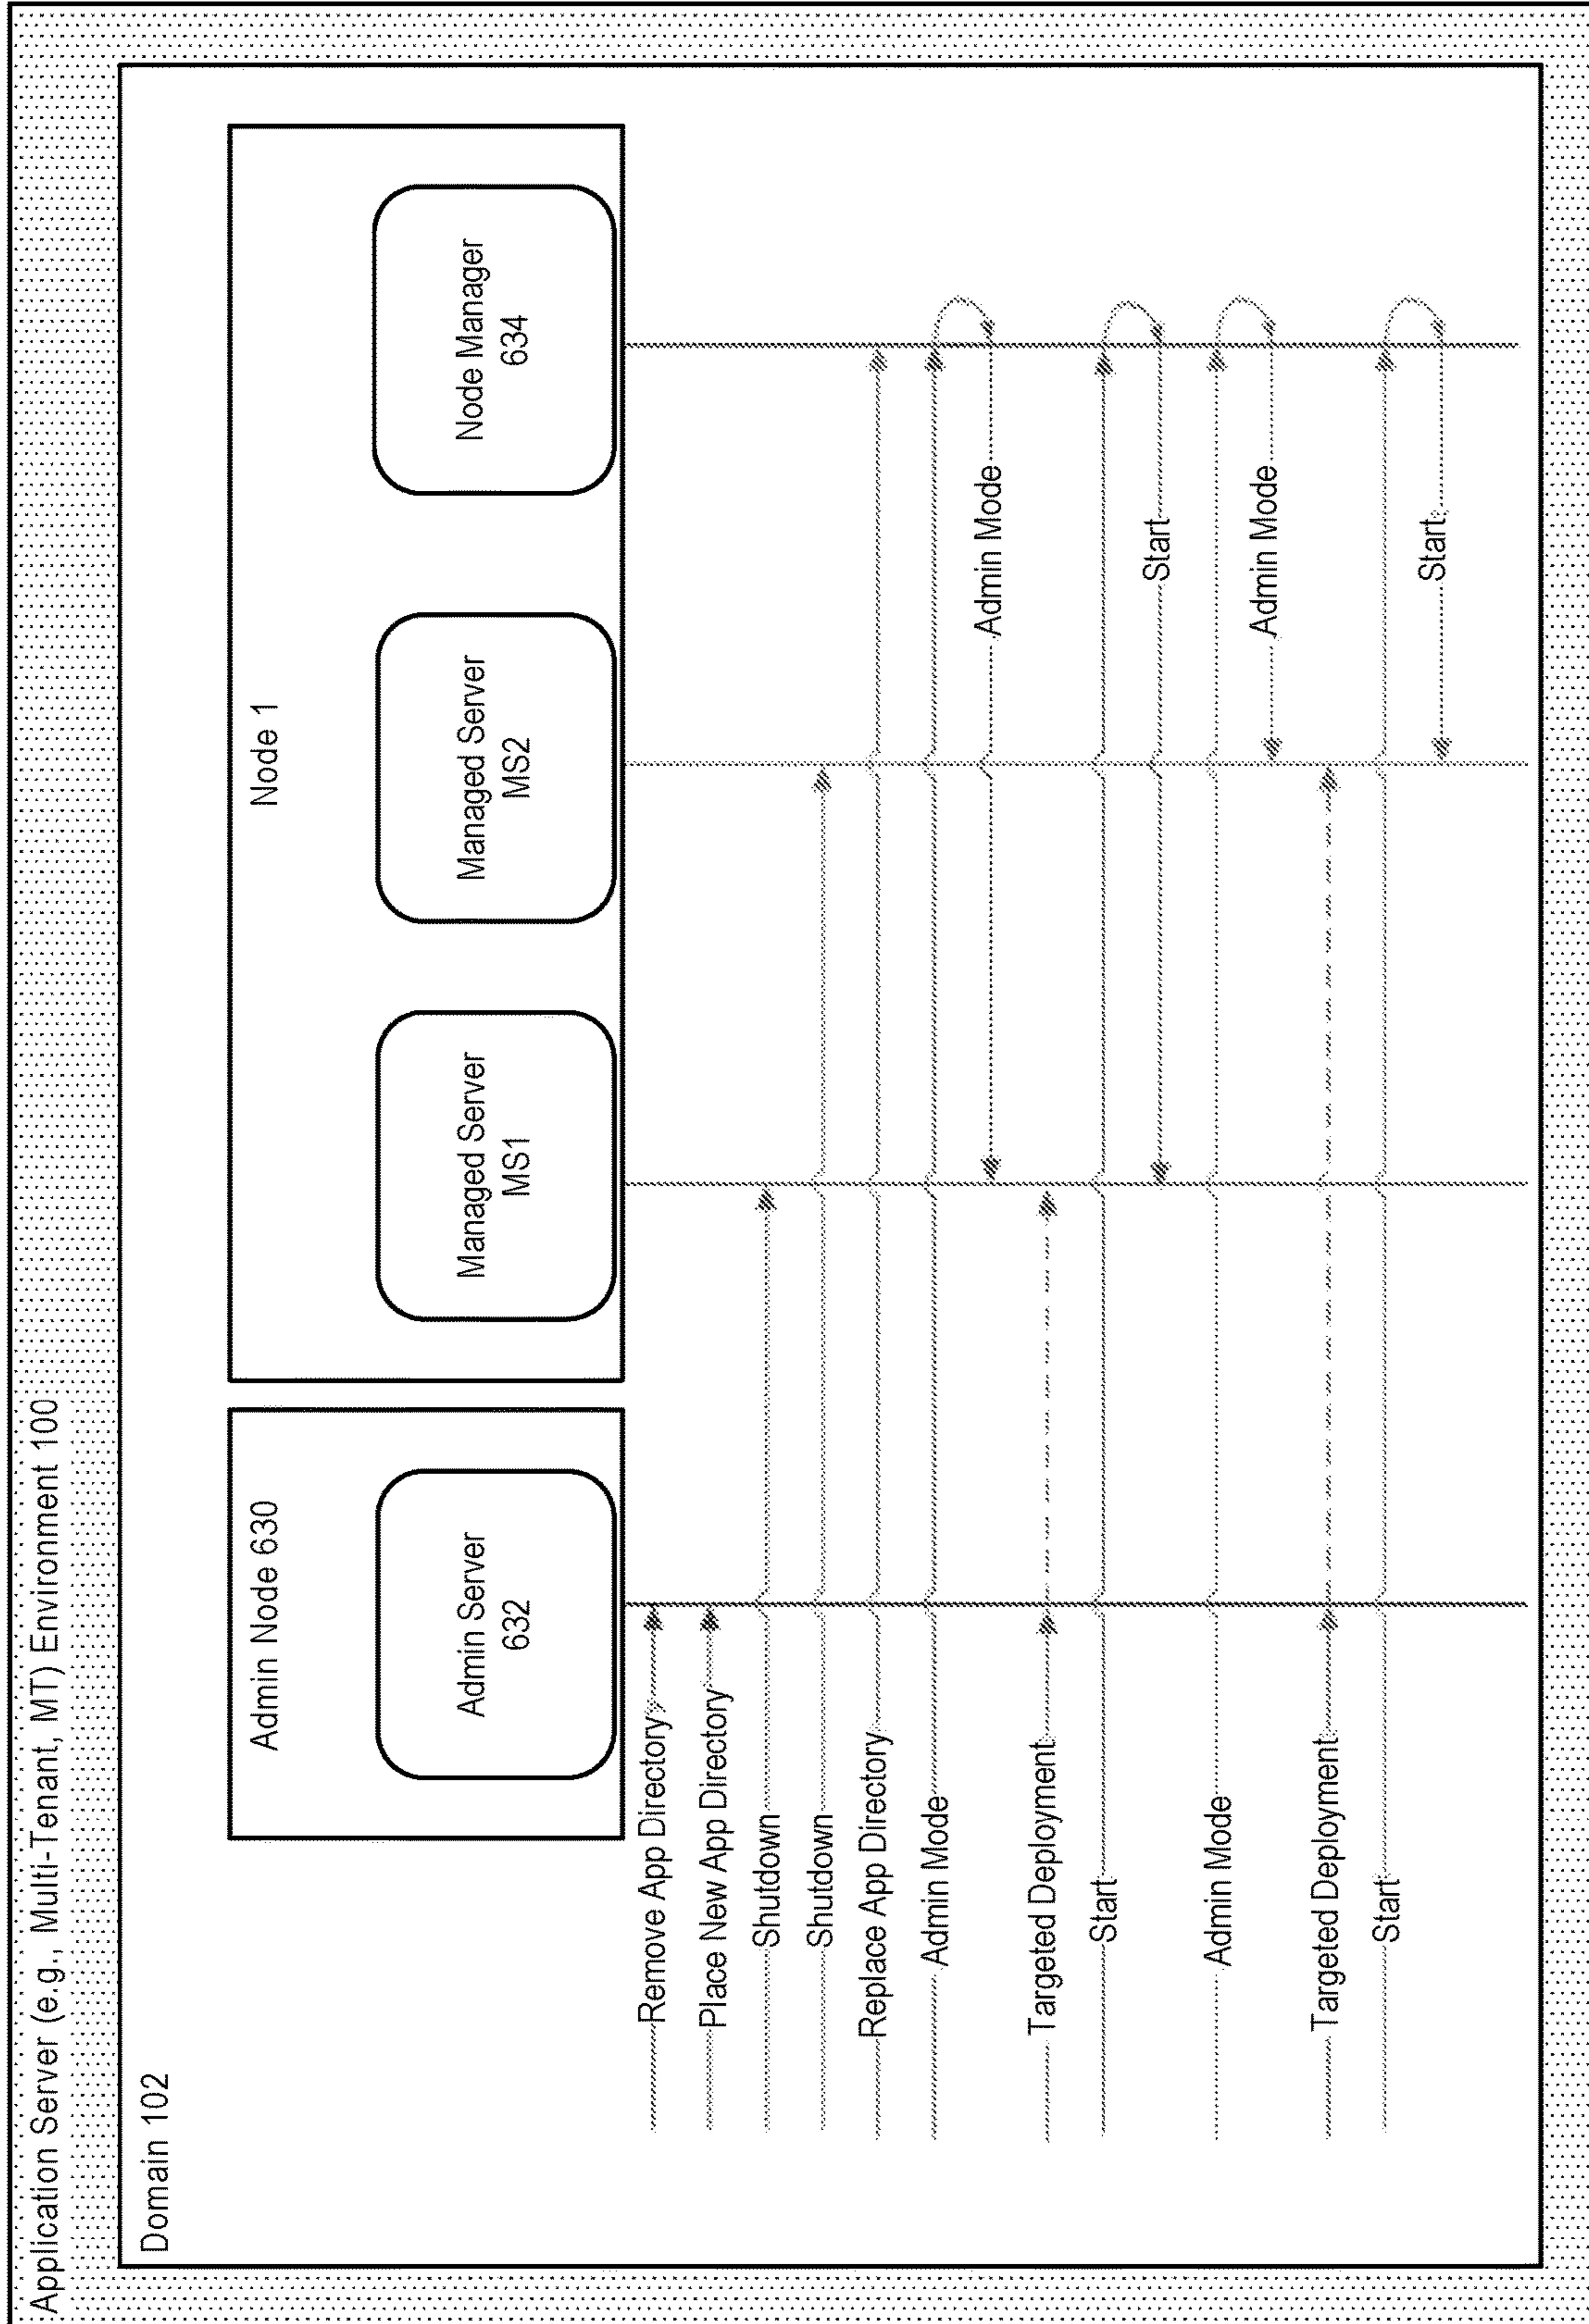 Application Server (e.g., Multi-Tenant, MT) Environment 100
Domain 102
Admin Node 630
Admin Server
632
Node 1
Managed Server
MS1
Managed Server
MS2
Node Manager
634
Remove App Directory
Place New App Directory
Shutdown
Shutdown
Replace App Directory
Admin Mode
Admin Mode
Targeted Deployment
Start
Start
Admin Mode
Admin Mode
Targeted Deployment
Start
Start